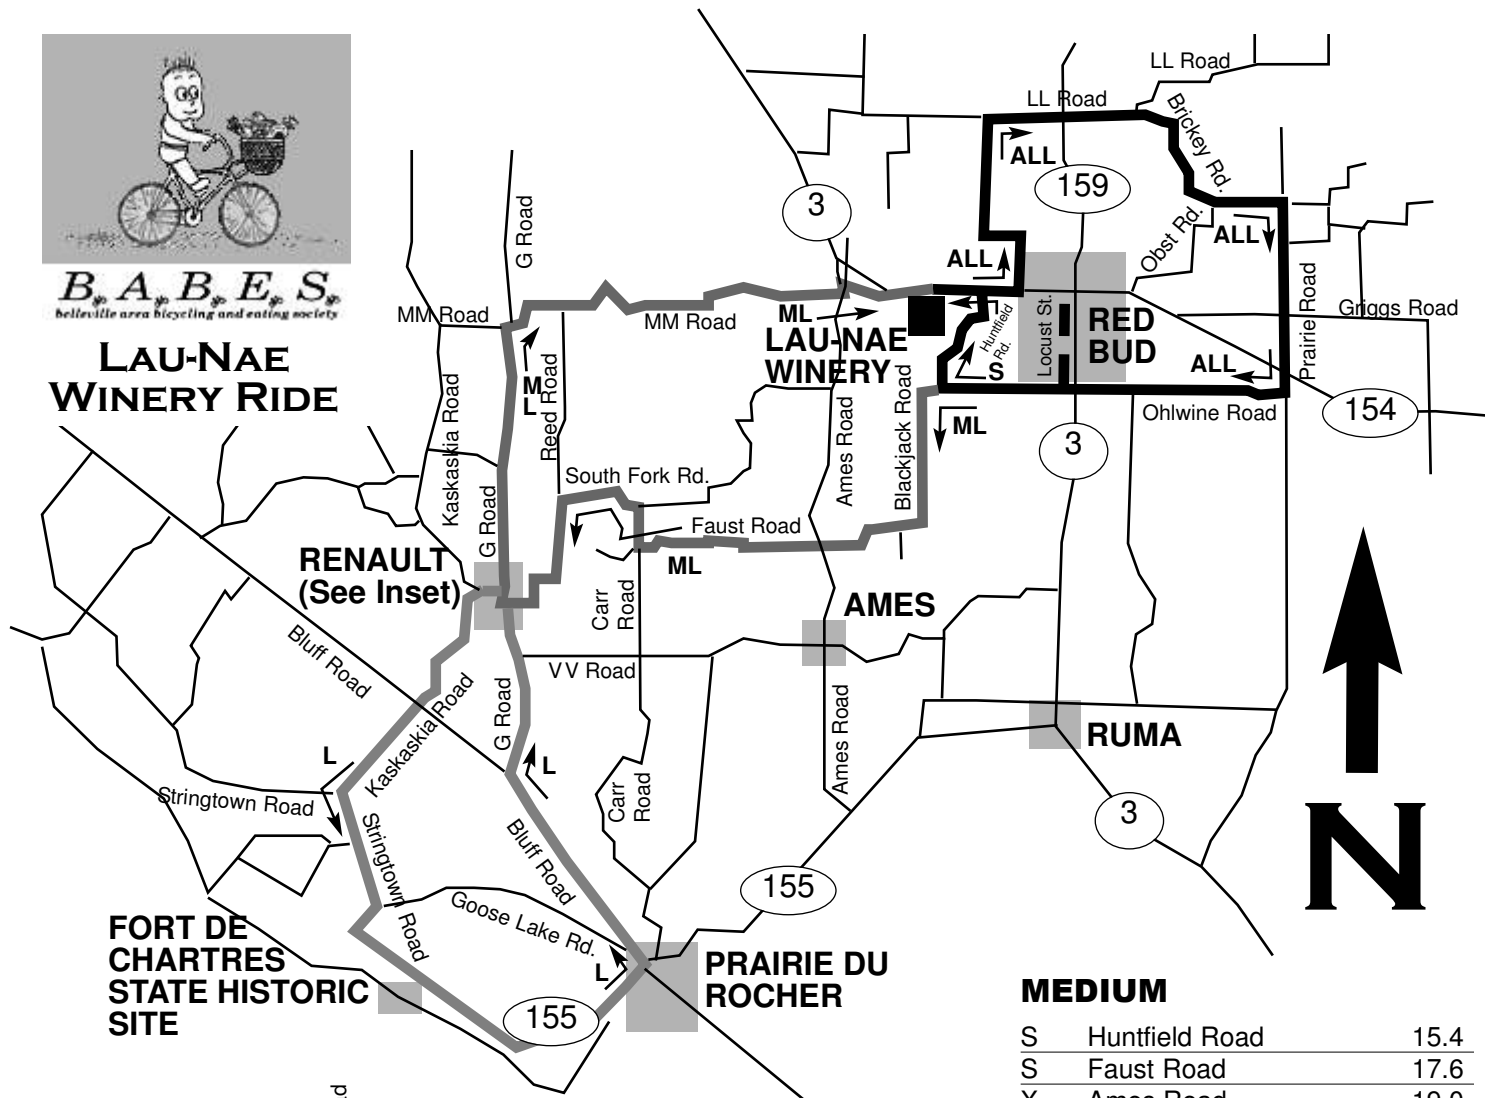 B. A. B. E. S.
belleville area bicycling and eating society
LAU-NAE
WINERY RIDE
G Road
MM Road
Kaskaskia Road
G Road
M
L
Reed Road
MM Road
ML
LAU-NAE
WINERY
3
LL Road
LL Road
Brickey Rd.
ALL
159
Obst Rd.
ALL
ALL
Huntfield
Rd.
S
Locust St.
RED
BUD
Prairie Road
Griggs Road
ALL
Ohlwine Road
154
3
ML
Blackjack Road
Ames Road
South Fork Rd.
Faust Road
ML
RENAULT
(See Inset)
Carr
Road
AMES
Bluff Road
VV Road
Kaskaskia Road
G Road
L
L
Stringtown Road
Carr
Road
Ames Road
RUMA
3
155
N
Stringtown Road
Bluff Road
Goose Lake Rd.
L
FORT DE
CHARTRES
STATE HISTORIC
SITE
155
PRAIRIE DU
ROCHER
MEDIUM
S Huntfield Road 15.4
S Faust Road 17.6
X Ames Road 19.0